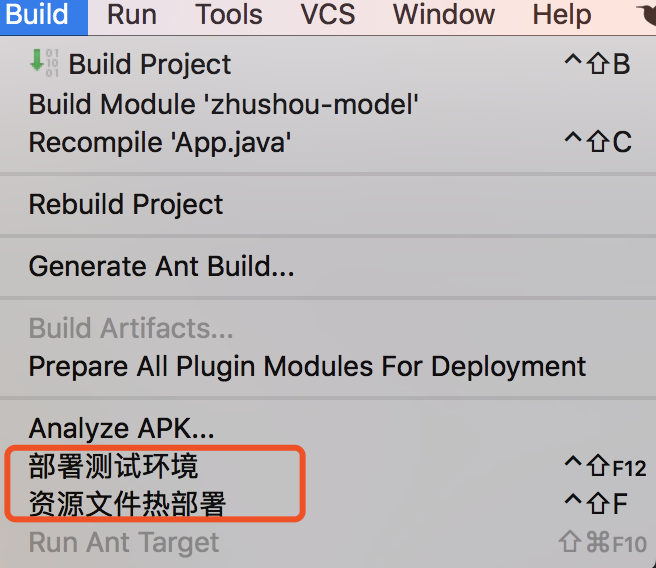 Build Run Tools VCS Window Help
Build Project ⌃⇧B
Build Module 'zhushou-model'
Recompile 'App.java' ⌃⇧C
Rebuild Project
Generate Ant Build...
Build Artifacts...
Prepare All Plugin Modules For Deployment
Analyze APK...
部署测试环境 ⌃⇧F12
资源文件热部署 ⌃⇧F
Run Ant Target ⇧⌘F10